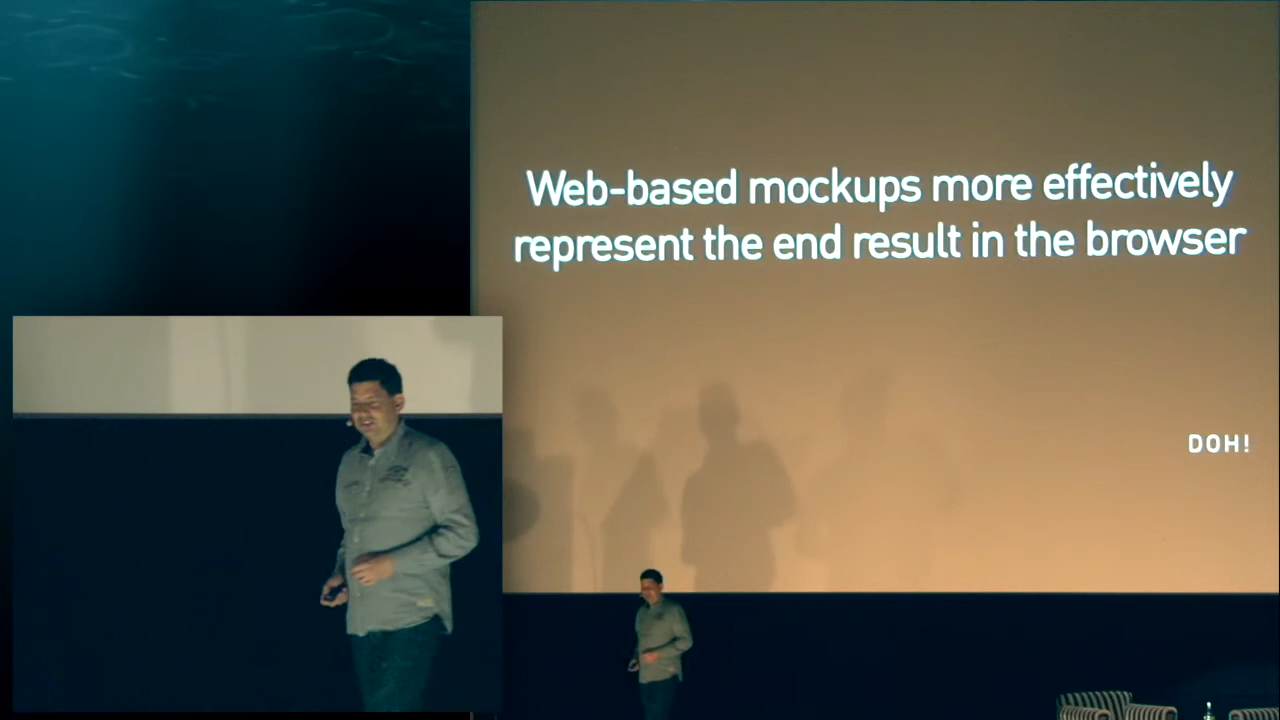 Web-based mockups more effectively
represent the end result in the browser
DOH!